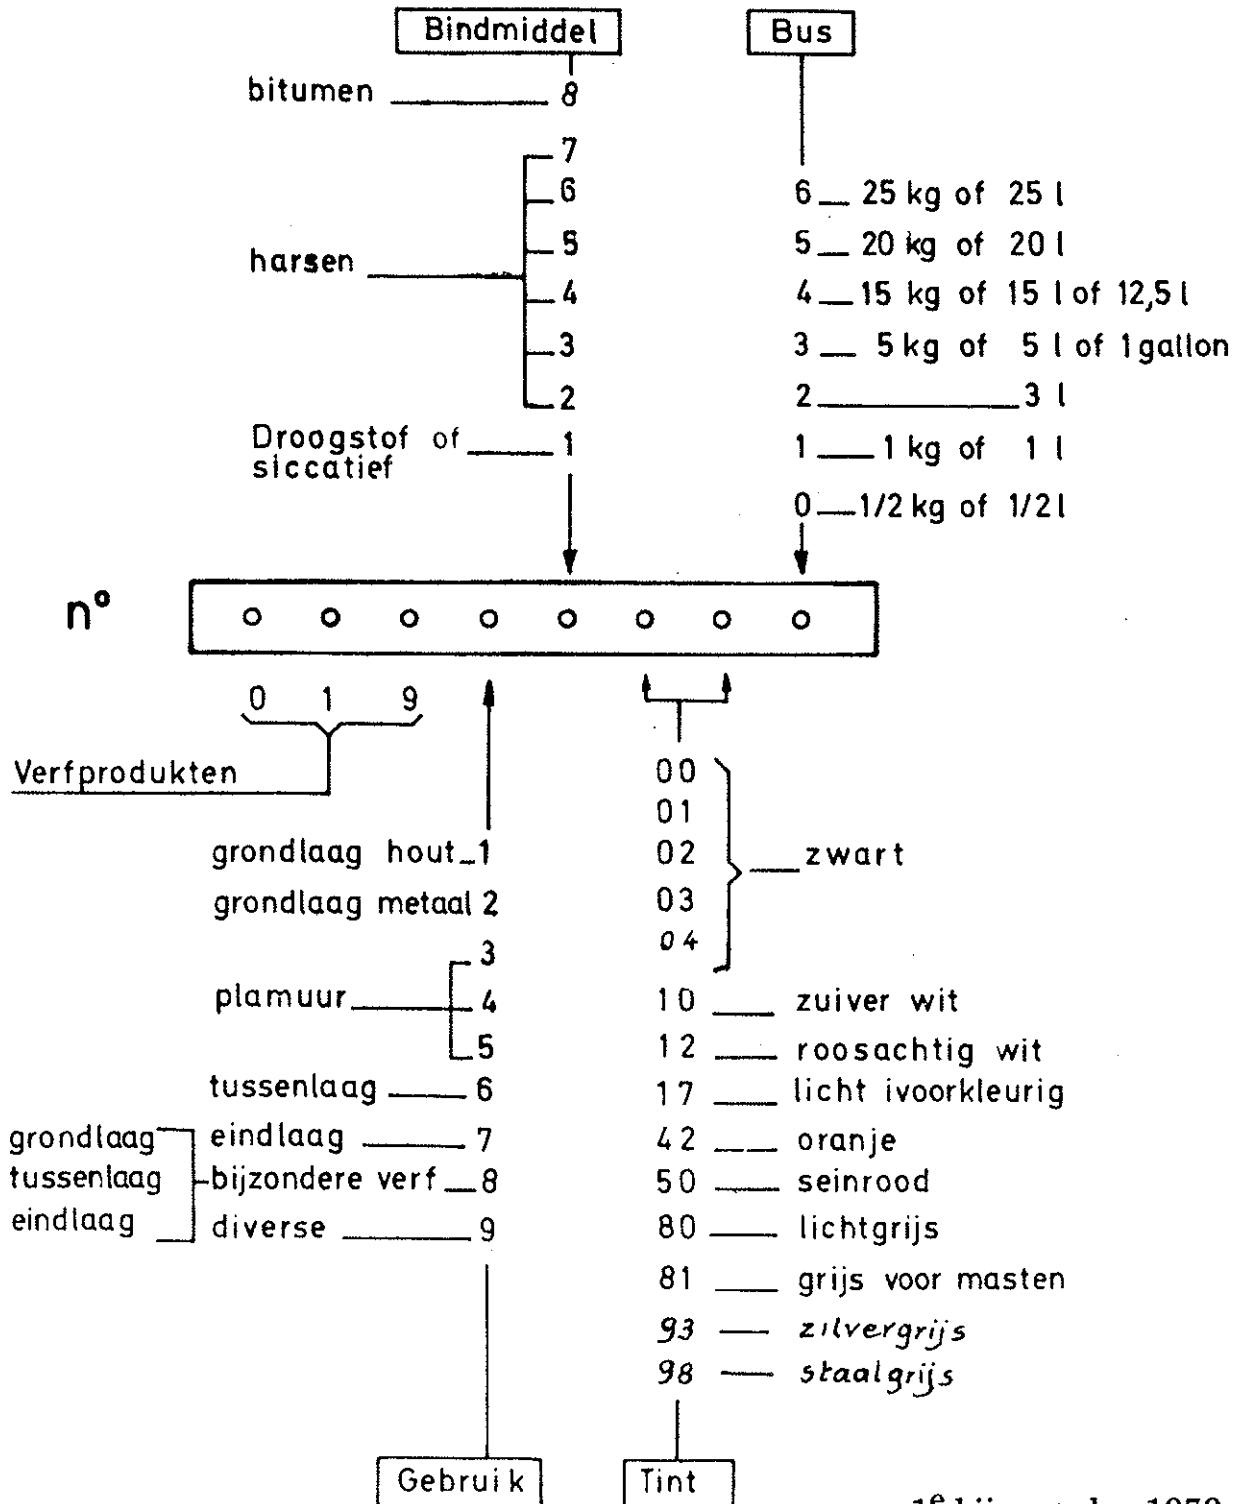 Bindmiddel Bus
bitumen 8
7
6
harsen 5
4
3
2
Droogstof of 1
siccatief
6 25 kg of 25 l
5 20 kg of 20 l
4 15 kg of 15 l of 12,5 l
3 5 kg of 5 l of 1 gallon
2 3 l
1 1 kg of 1 l
0 1/2 kg of 1/2 l
n° o o o o o o o o
0 1 9
Verfprodukten
grondlaag hout 1
grondlaag metaal 2
3
plamuur 4
5
tussenlaag 6
grondlaag eindlaag 7
tussenlaag bijzondere verf 8
eindlaag diverse 9
00
01
02 zwart
03
04
10 zuiver wit
12 roosachtig wit
17 licht ivoorkleurig
42 oranje
50 seinrood
80 lichtgrijs
81 grijs voor masten
93 zilvergrijs
98 staalgrijs
Gebruik Tint